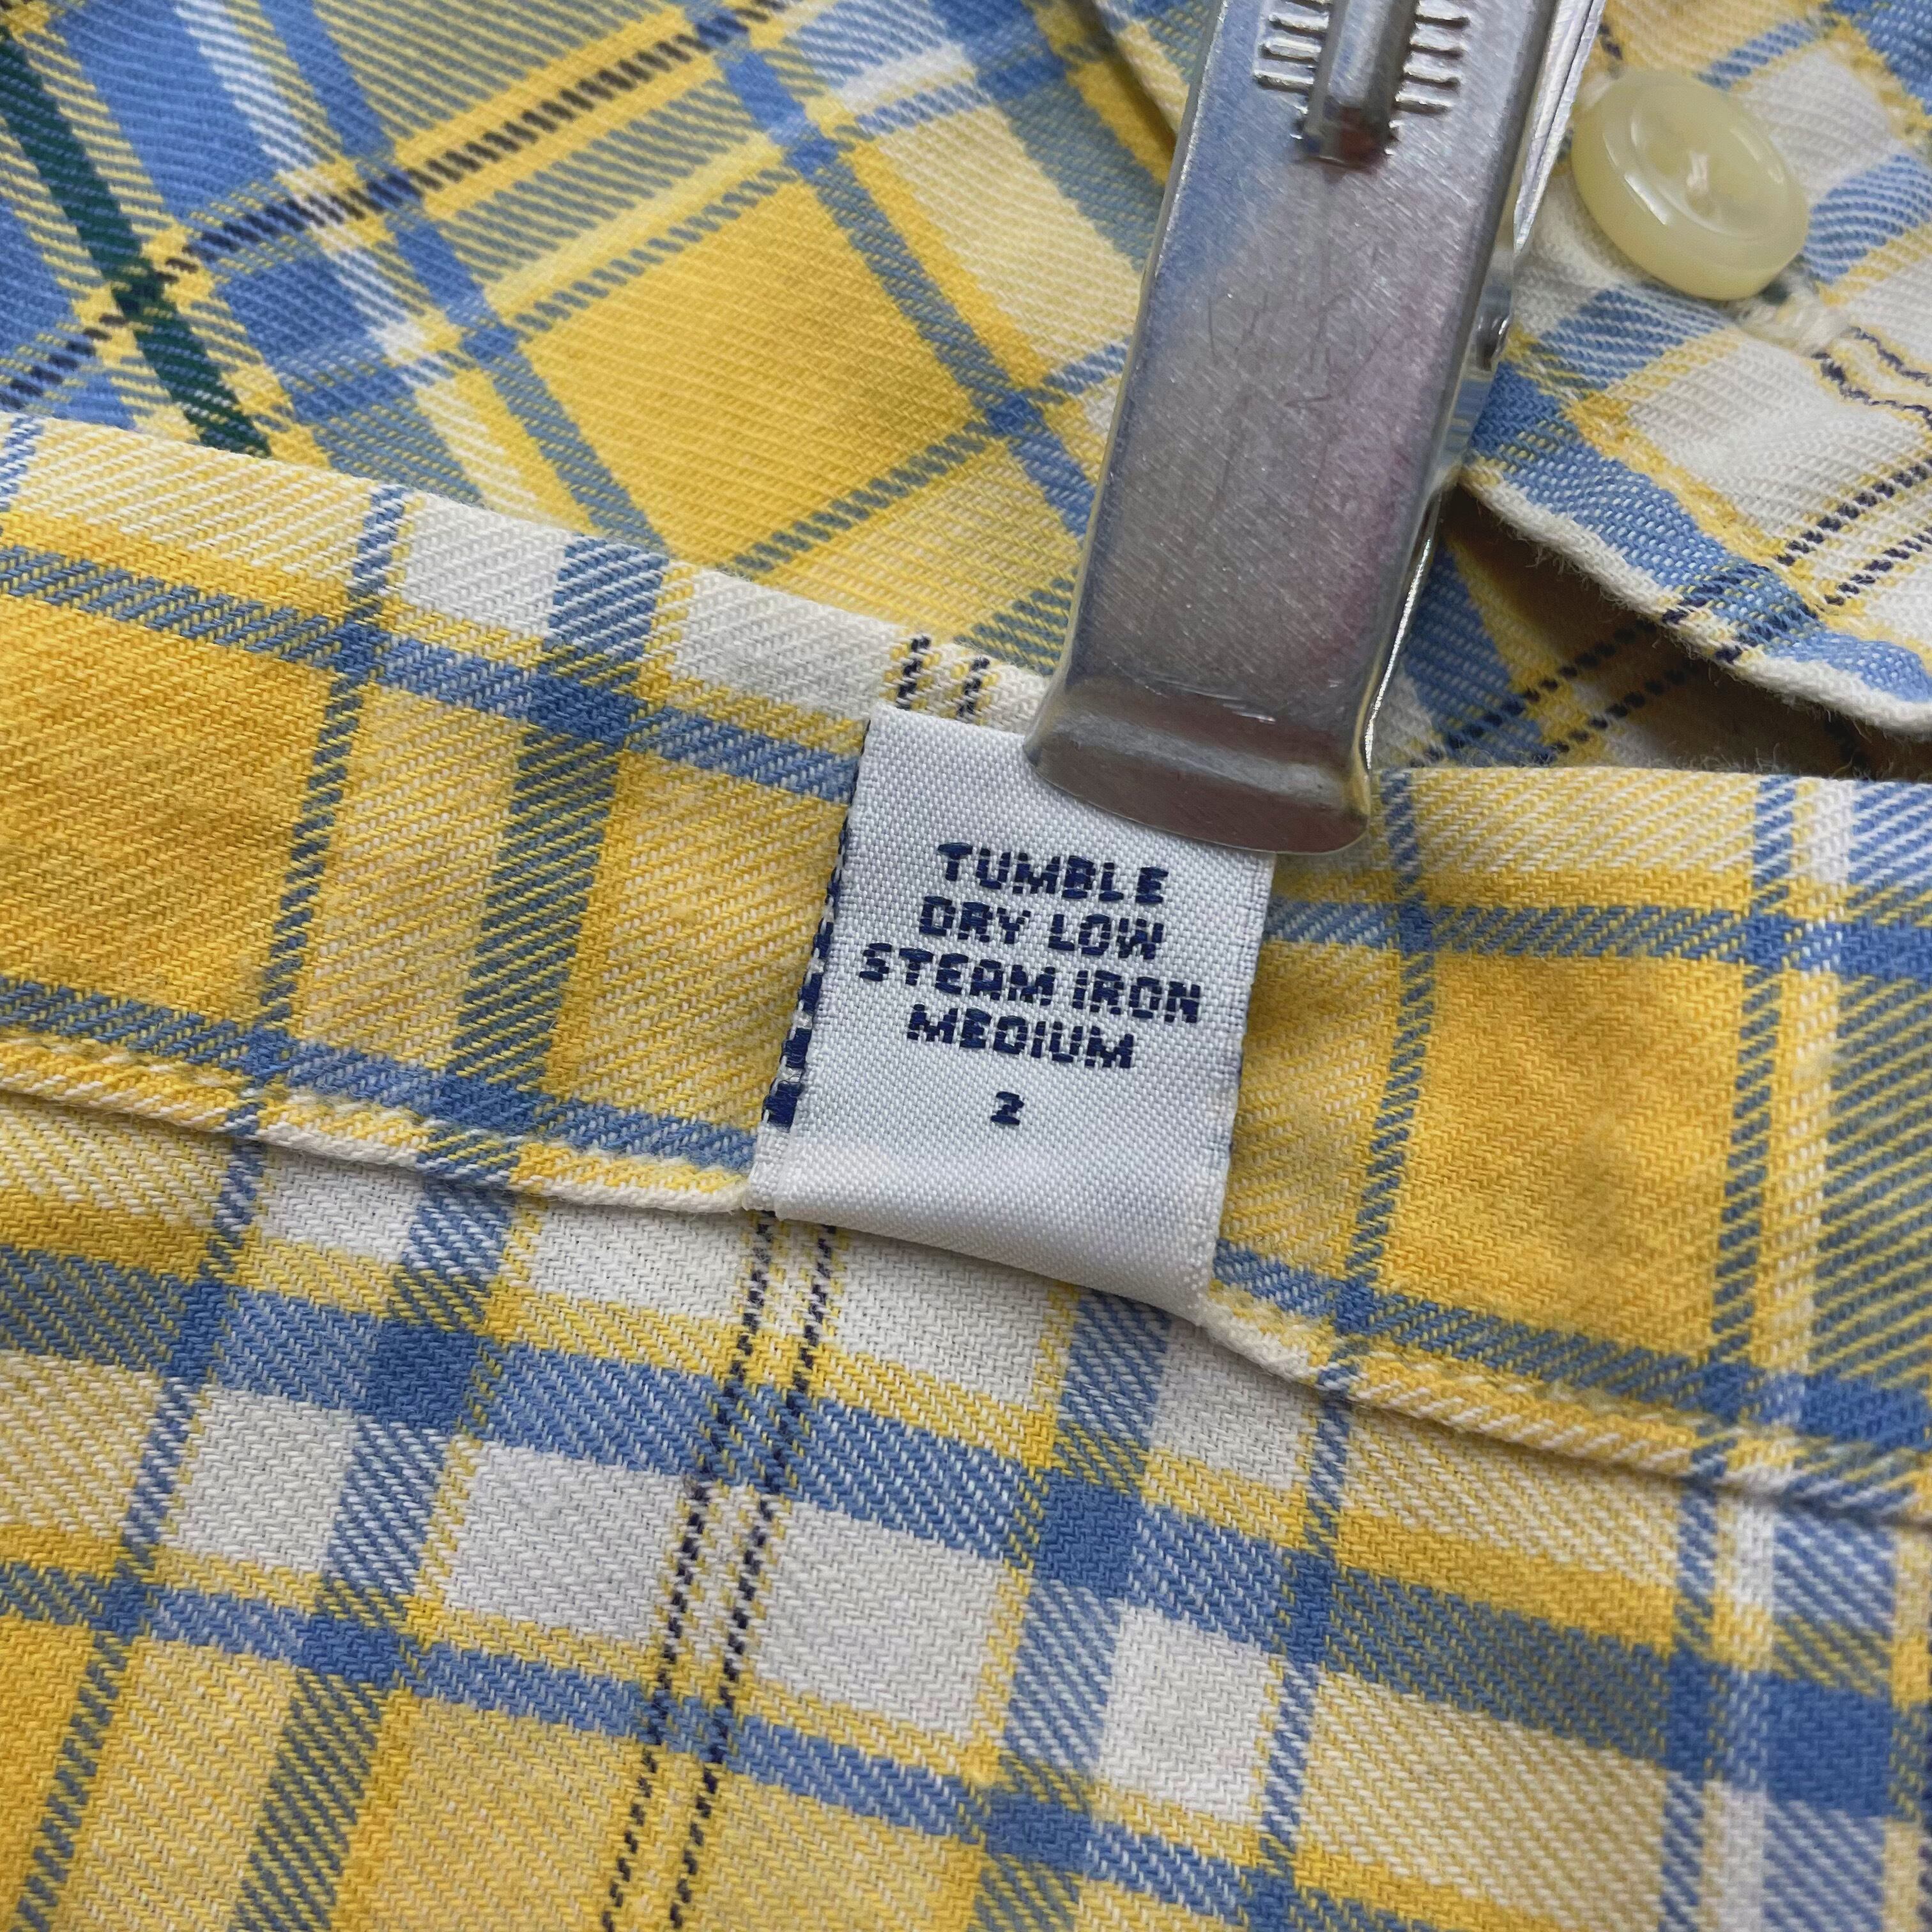 TUMBLE
DRY LOW
STEAM IRON
MEDIUM
2